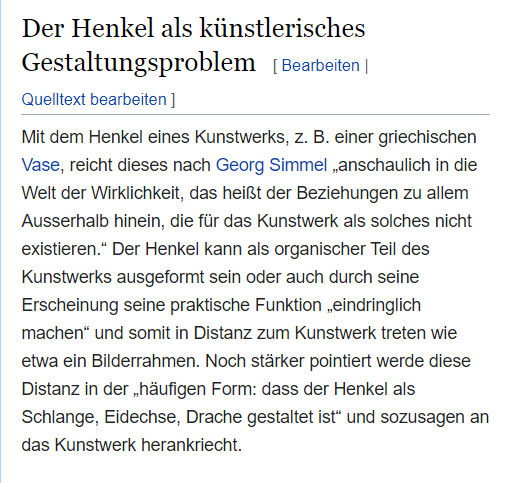 Der Henkel als künstlerisches
Gestaltungsproblem [ Bearbeiten |
Quelltext bearbeiten ]
Mit dem Henkel eines Kunstwerks, z. B. einer griechischen
Vase, reicht dieses nach Georg Simmel „anschaulich in die
Welt der Wirklichkeit, das heißt der Beziehungen zu allem
Ausserhalb hinein, die für das Kunstwerk als solches nicht
existieren.“ Der Henkel kann als organischer Teil des
Kunstwerks ausgeformt sein oder auch durch seine
Erscheinung seine praktische Funktion „eindringlich
machen“ und somit in Distanz zum Kunstwerk treten wie
etwa ein Bilderrahmen. Noch stärker pointiert werde diese
Distanz in der „häufigen Form: dass der Henkel als
Schlange, Eidechse, Drache gestaltet ist“ und sozusagen an
das Kunstwerk herankriecht.